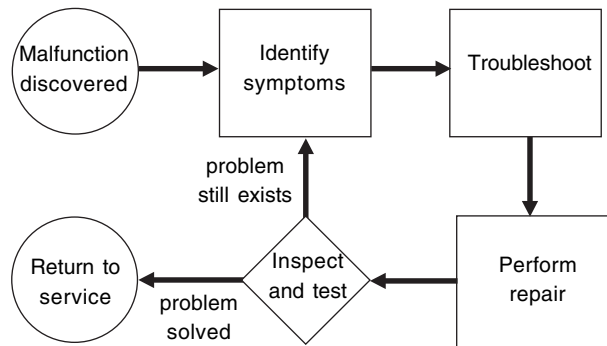 Malfunction
discovered
Identify
symptoms
Troubleshoot
problem
still exists
Return to
service
problem
solved
Inspect
and test
Perform
repair